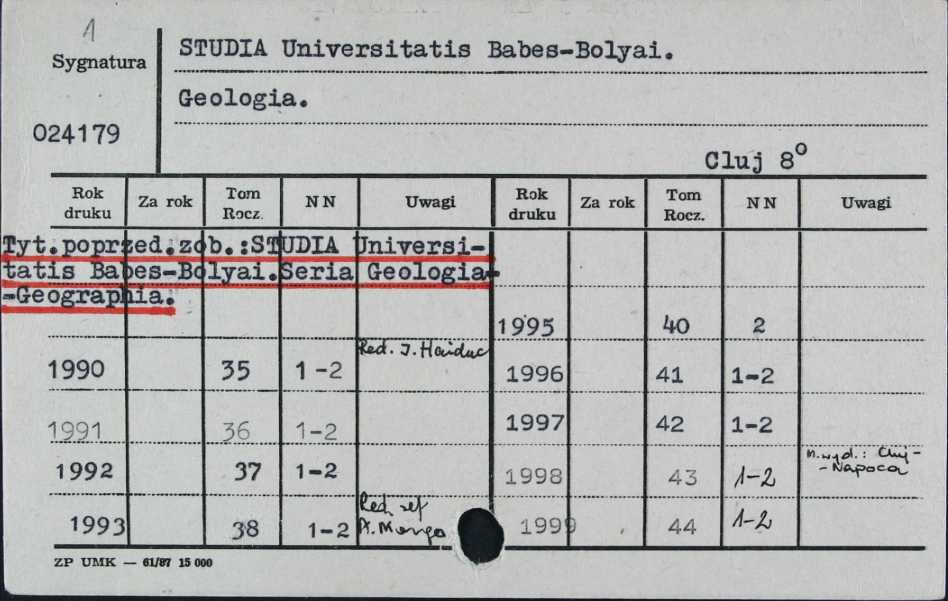 1
Sygnatura
024179
STUDIA Universitatis Babes-Bolyai.
Geologia.
Cluj 8°
Rok druku Za rok Tom Rocz. NN Uwagi Rok druku Za rok Tom Rocz. NN Uwagi
Tyt.poprzed.zob.:STUDIA Universi-
tatis Babes-Bolyai.Seria Geologia-
-Geographia.
1990 35 1-2 Red. I. Haiduc
1991 36 1-2
1992 37 1-2
1993 38 1-2 Red. A.
1995 40 2
1996 41 1-2
1997 42 1-2
1998 43 1-2 m.wyd.: Cluj-
-Napoca
1999 44 1-2
ZP UMK — 61/87 15 000